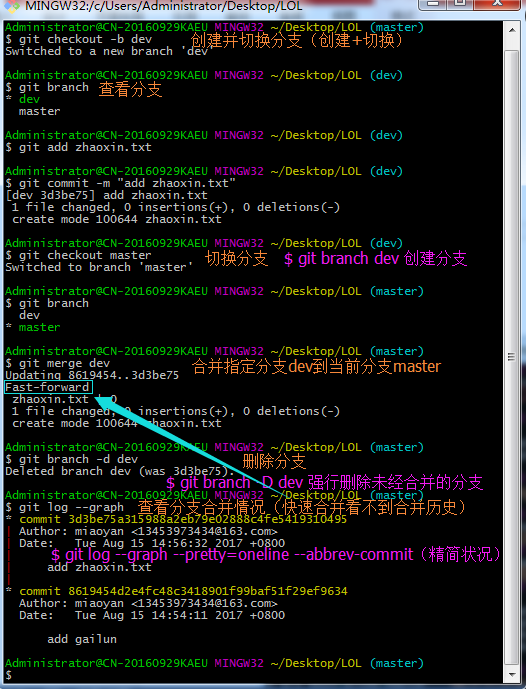 MINGW32:/c/Users/Administrator/Desktop/LOL
Administrator@CN-20160929KAEU MINGW32 ~/Desktop/LOL (master)
$ git checkout -b dev 创建并切换分支（创建+切换）
Switched to a new branch 'dev'
Administrator@CN-20160929KAEU MINGW32 ~/Desktop/LOL (dev)
$ git branch 查看分支
* dev
master
Administrator@CN-20160929KAEU MINGW32 ~/Desktop/LOL (dev)
$ git add zhaoxin.txt
Administrator@CN-20160929KAEU MINGW32 ~/Desktop/LOL (dev)
$ git commit -m "add zhaoxin.txt"
[dev 3d3be75] add zhaoxin.txt
1 file changed, 0 insertions(+), 0 deletions(-)
create mode 100644 zhaoxin.txt
Administrator@CN-20160929KAEU MINGW32 ~/Desktop/LOL (dev)
$ git checkout master
Switched to branch 'master' 切换分支 $ git branch dev 创建分支
Administrator@CN-20160929KAEU MINGW32 ~/Desktop/LOL (master)
$ git branch
dev
* master
Administrator@CN-20160929KAEU MINGW32 ~/Desktop/LOL (master)
$ git merge dev 合并指定分支dev到当前分支master
Updating 8619454..3d3be75
Fast-forward
zhaoxin.txt | 0
1 file changed, 0 insertions(+), 0 deletions(-)
create mode 100644 zhaoxin.txt
Administrator@CN-20160929KAEU MINGW32 ~/Desktop/LOL (master)
$ git branch -d dev 删除分支
Deleted branch dev (was 3d3be75).
$ git branch -D dev 强行删除未经合并的分支
Administrator@CN-20160929KAEU MINGW32 ~/Desktop/LOL (master)
$ git log --graph 查看分支合并情况（快速合并看不到合并历史）
* commit 3d3be75a315988a2eb79e02888c4fe5419310495
| Author: miaoyan <13453973434@163.com>
| Date: Tue Aug 15 14:56:32 2017 +0800
$ git log --graph --pretty=oneline --abbrev-commit（精简状况）
| add zhaoxin.txt
* commit 8619454d2e4fc48c3418901f99baf51f29ef9634
Author: miaoyan <13453973434@163.com>
Date: Tue Aug 15 14:54:11 2017 +0800
add gailun
Administrator@CN-20160929KAEU MINGW32 ~/Desktop/LOL (master)
$